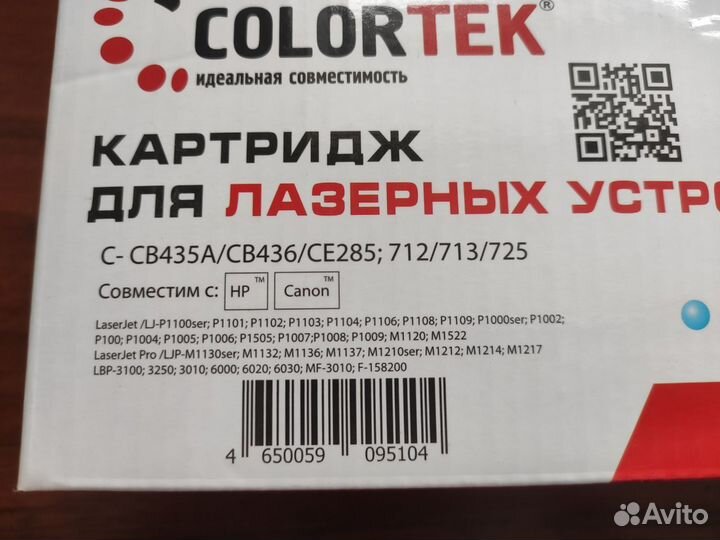 COLORTEK®
идеальная совместимость
КАРТРИДЖ
ДЛЯ ЛАЗЕРНЫХ
C- CB435A/CB436/CE285; 712/713/725
Совместим с: HP™ Canon™
LaserJet /LJ-P1100ser; P1101; P1102; P1103; P1104; P1106; P1108; P1109; P1000ser; P1002;
P100; P1004; P1005; P1006; P1505; P1007;P1008; P1009; M1120; M1522
LaserJet Pro /LJP-M1130ser; M1132; M1136; M1137; M1210ser; M1212; M1214; M1217
LBP-3100; 3250; 3010; 6000; 6020; 6030; MF-3010; F-158200
4 650059 095104
Avito